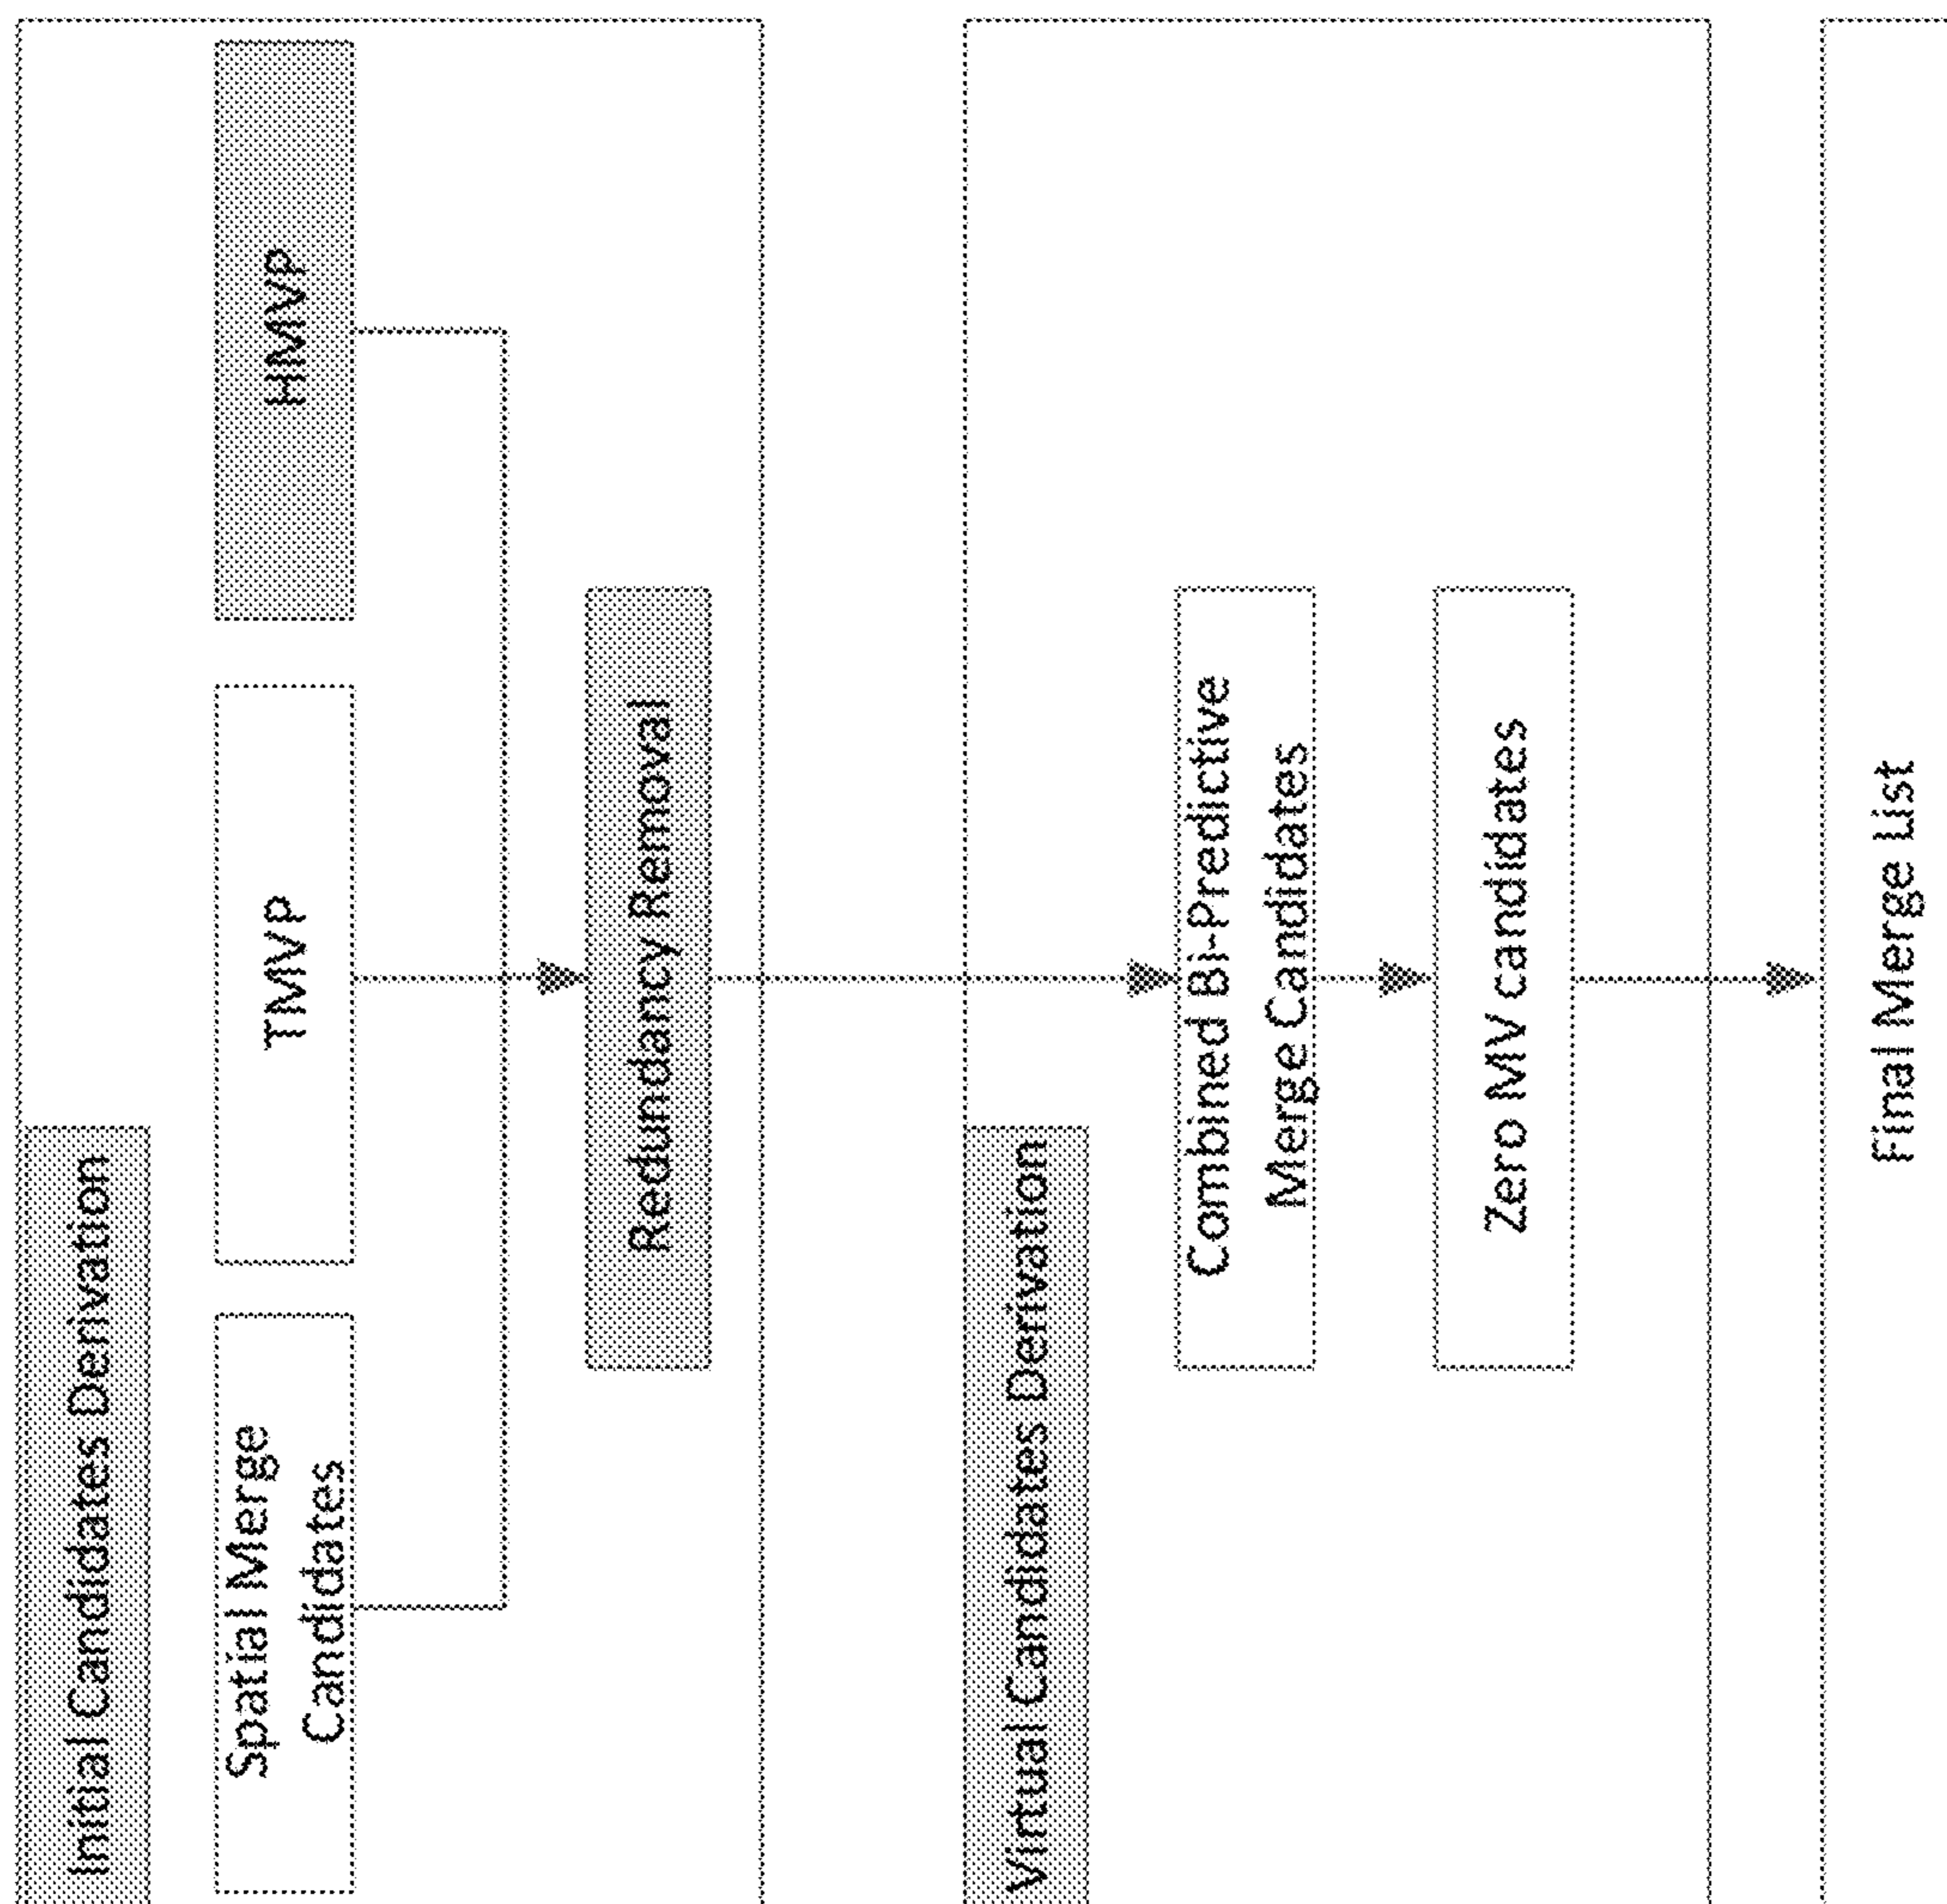 Initial Candidates Derivation
Spatial Merge
Candidates
TMVP
HMVP
Redundancy Removal
Virtual Candidates Derivation
Combined Bi-Predictive
Merge Candidates
Zero MV candidates
Final Merge List